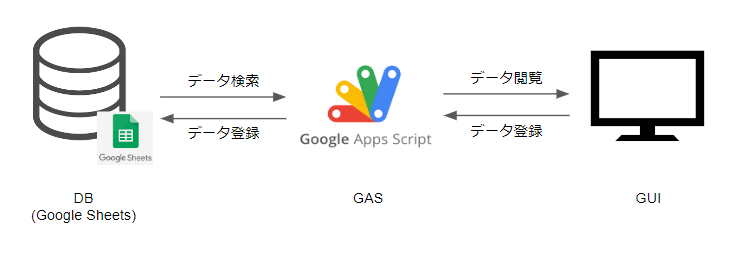 データ検索
データ登録
Google Sheets
Google Apps Script
データ閲覧
データ登録
DB
(Google Sheets)
GAS
GUI